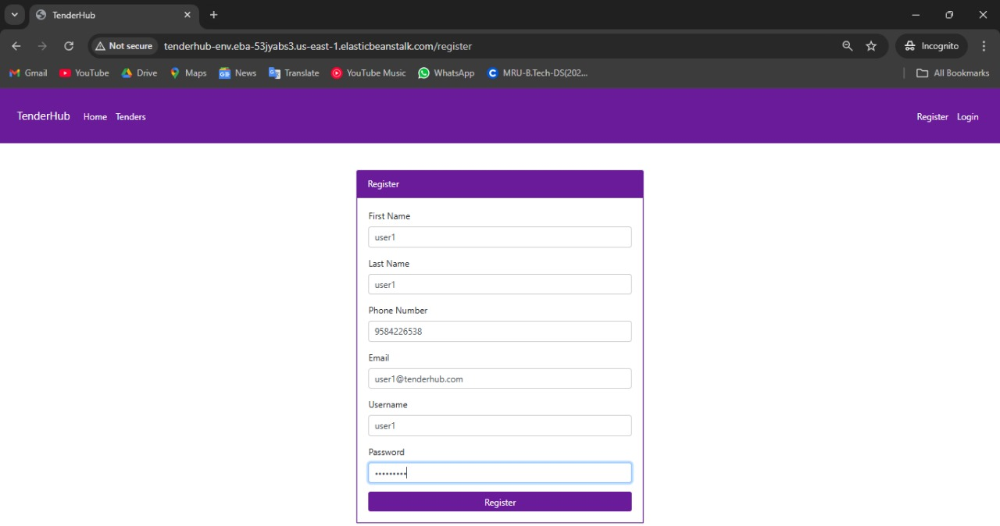 TenderHub
Not secure tenderhub-env.eba-53jyabs3.us-east-1.elasticbeanstalk.com/register Incognito
Gmail YouTube Drive Maps News Translate YouTube Music WhatsApp MRU-B.Tech-DS(202... All Bookmarks
TenderHub Home Tenders Register Login
Register
First Name
user1
Last Name
user1
Phone Number
9584226538
Email
user1@tenderhub.com
Username
user1
Password
•••••••••
Register